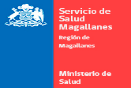 Servicio de
Salud
Magallanes
Región de
Magallanes
Ministerio de
Salud